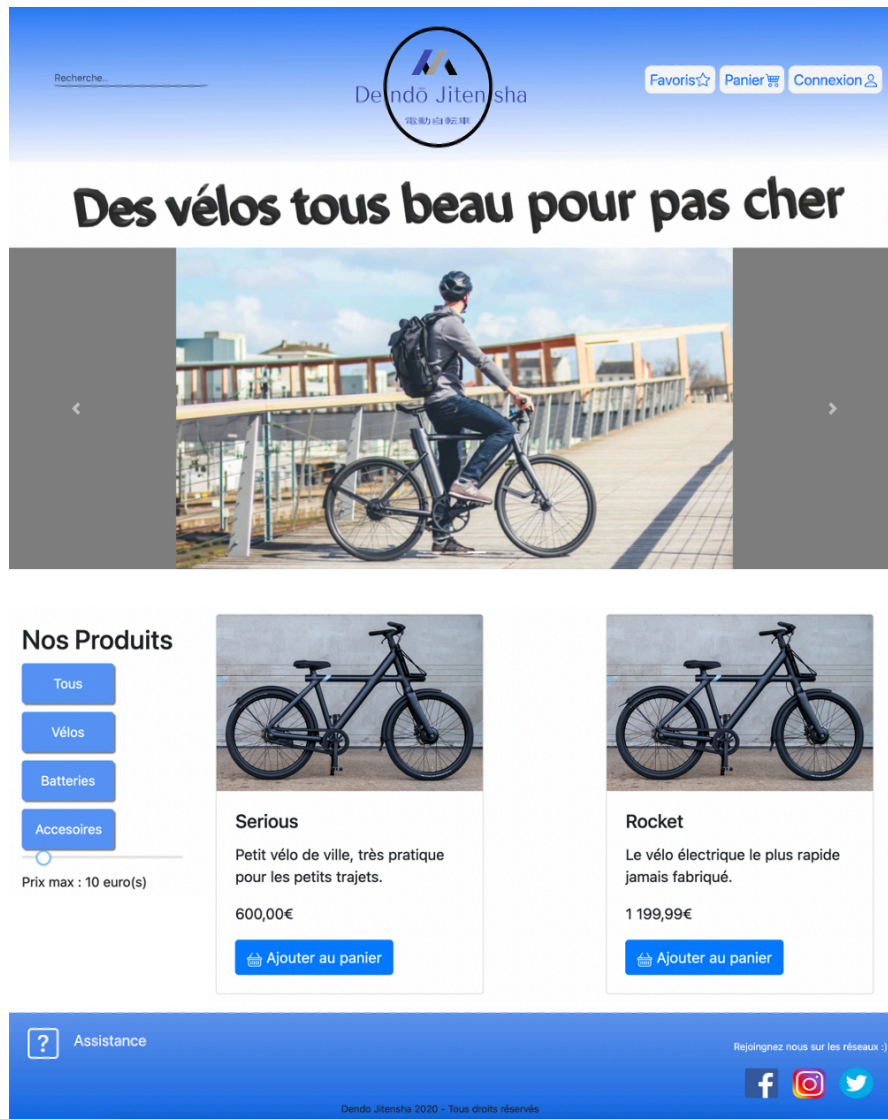 Recherche...
Dendō Jitensha
電動自転車
Favoris
Panier
Connexion
Des vélos tous beau pour pas cher
Nos Produits
Tous
Vélos
Batteries
Accesoires
Prix max : 10 euro(s)
Serious
Petit vélo de ville, très pratique
pour les petits trajets.
600,00€
Ajouter au panier
Rocket
Le vélo électrique le plus rapide
jamais fabriqué.
1 199,99€
Ajouter au panier
? Assistance
Rejoingnez nous sur les réseaux :)
Dendo Jitensha 2020 - Tous droits réservés